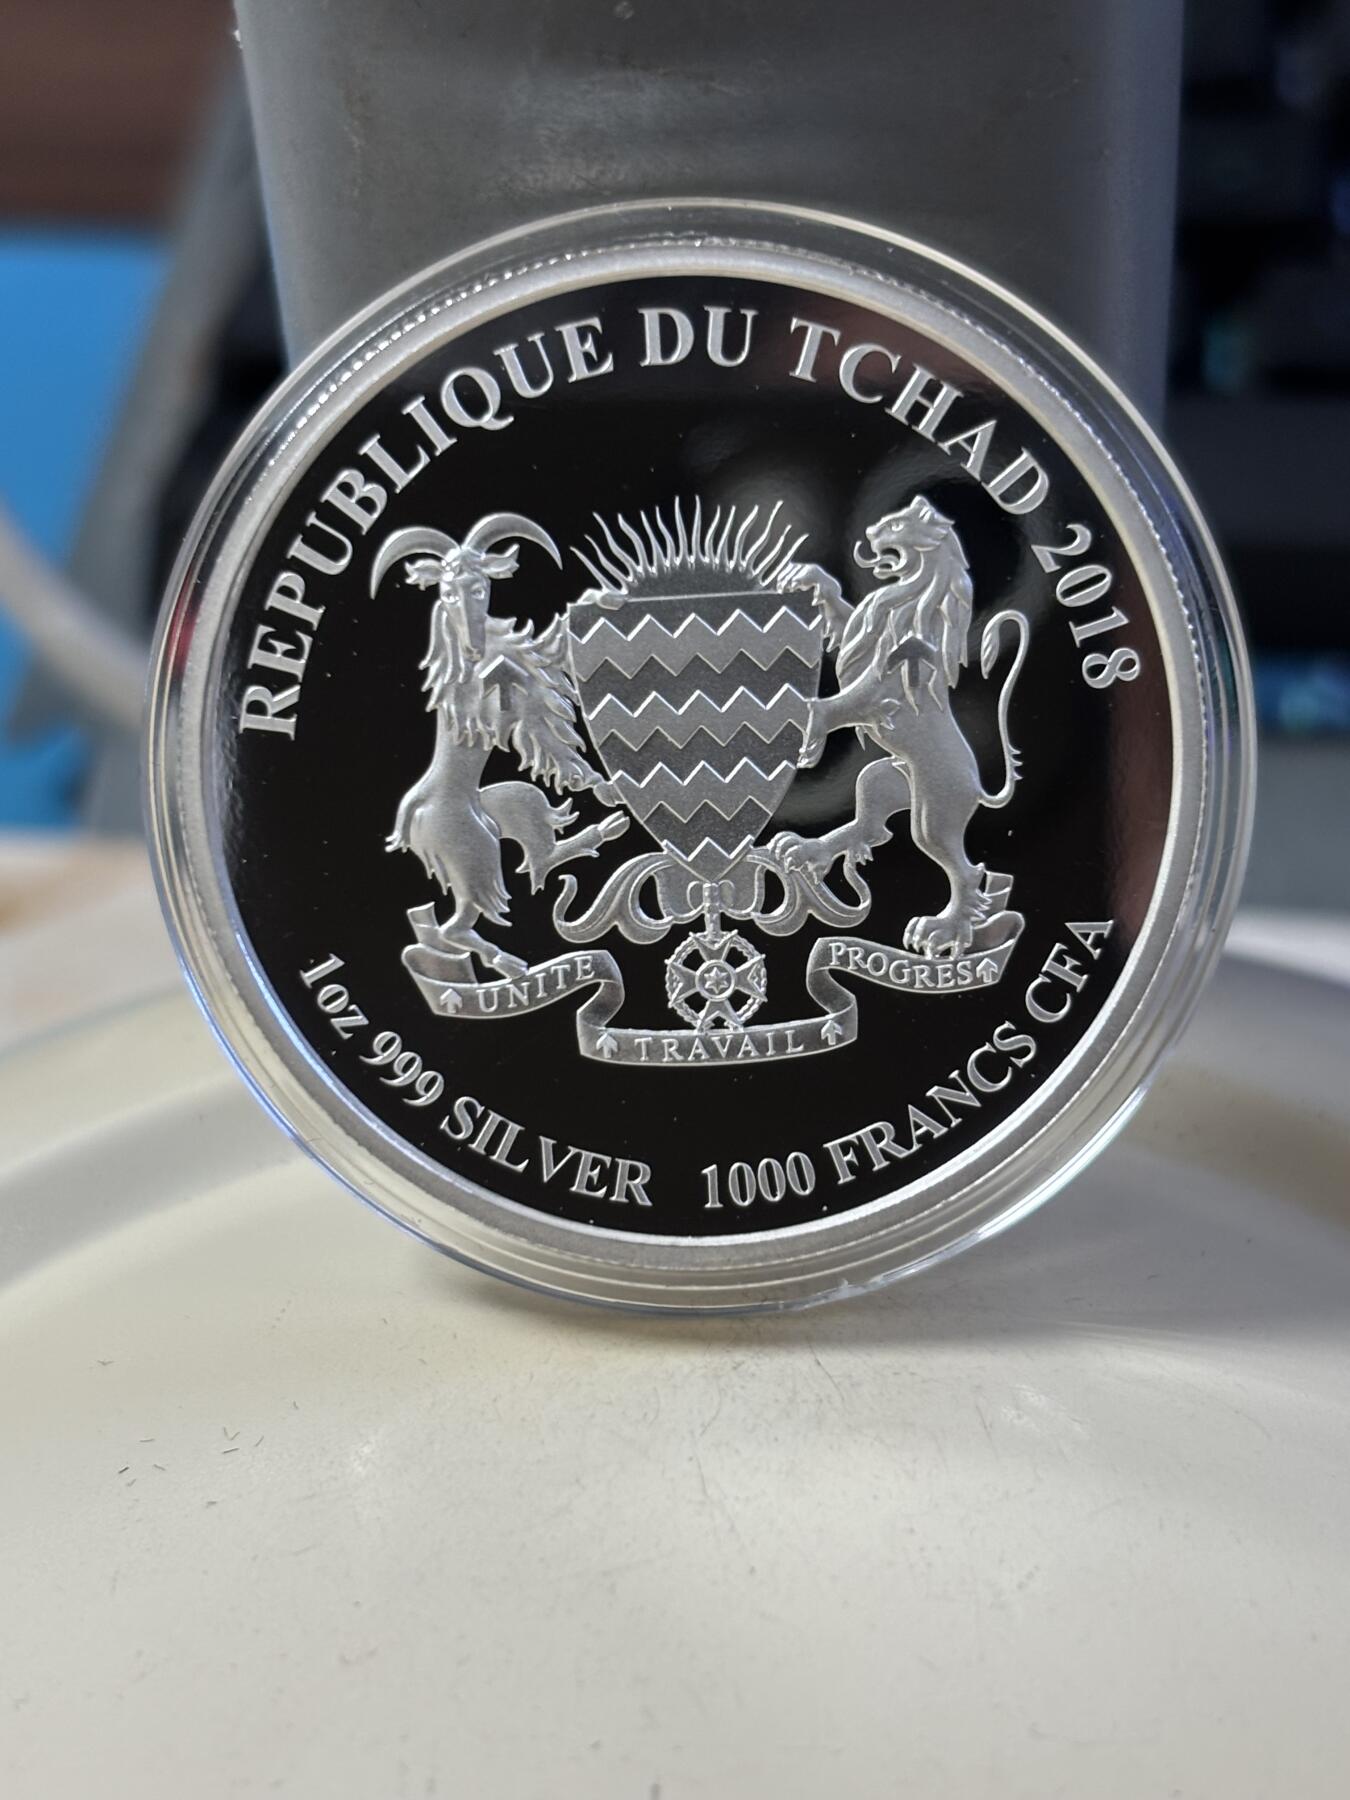 REPUBLIQUE DU TCHAD 2018
UNITE
TRAVAIL
PROGRES
1oz 999 SILVER
1000 FRANCS CFA